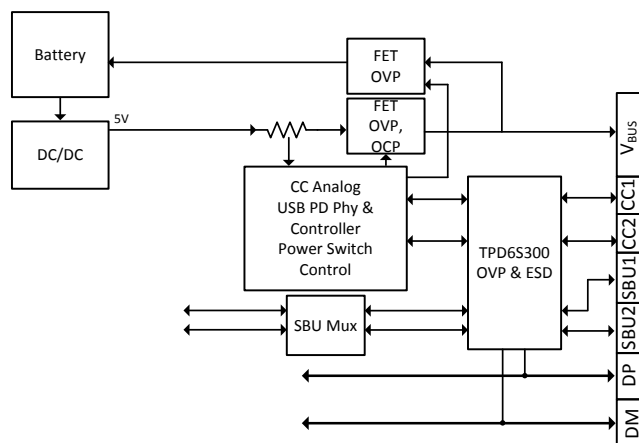 Battery
FET
OVP
5V
FET
OVP,
OCP
DC/DC
VBUS
CC Analog
USB PD Phy &
Controller
Power Switch
Control
TPD6S300
OVP & ESD
CC1
CC2
SBU1
SBU2
SBU Mux
DP
DM